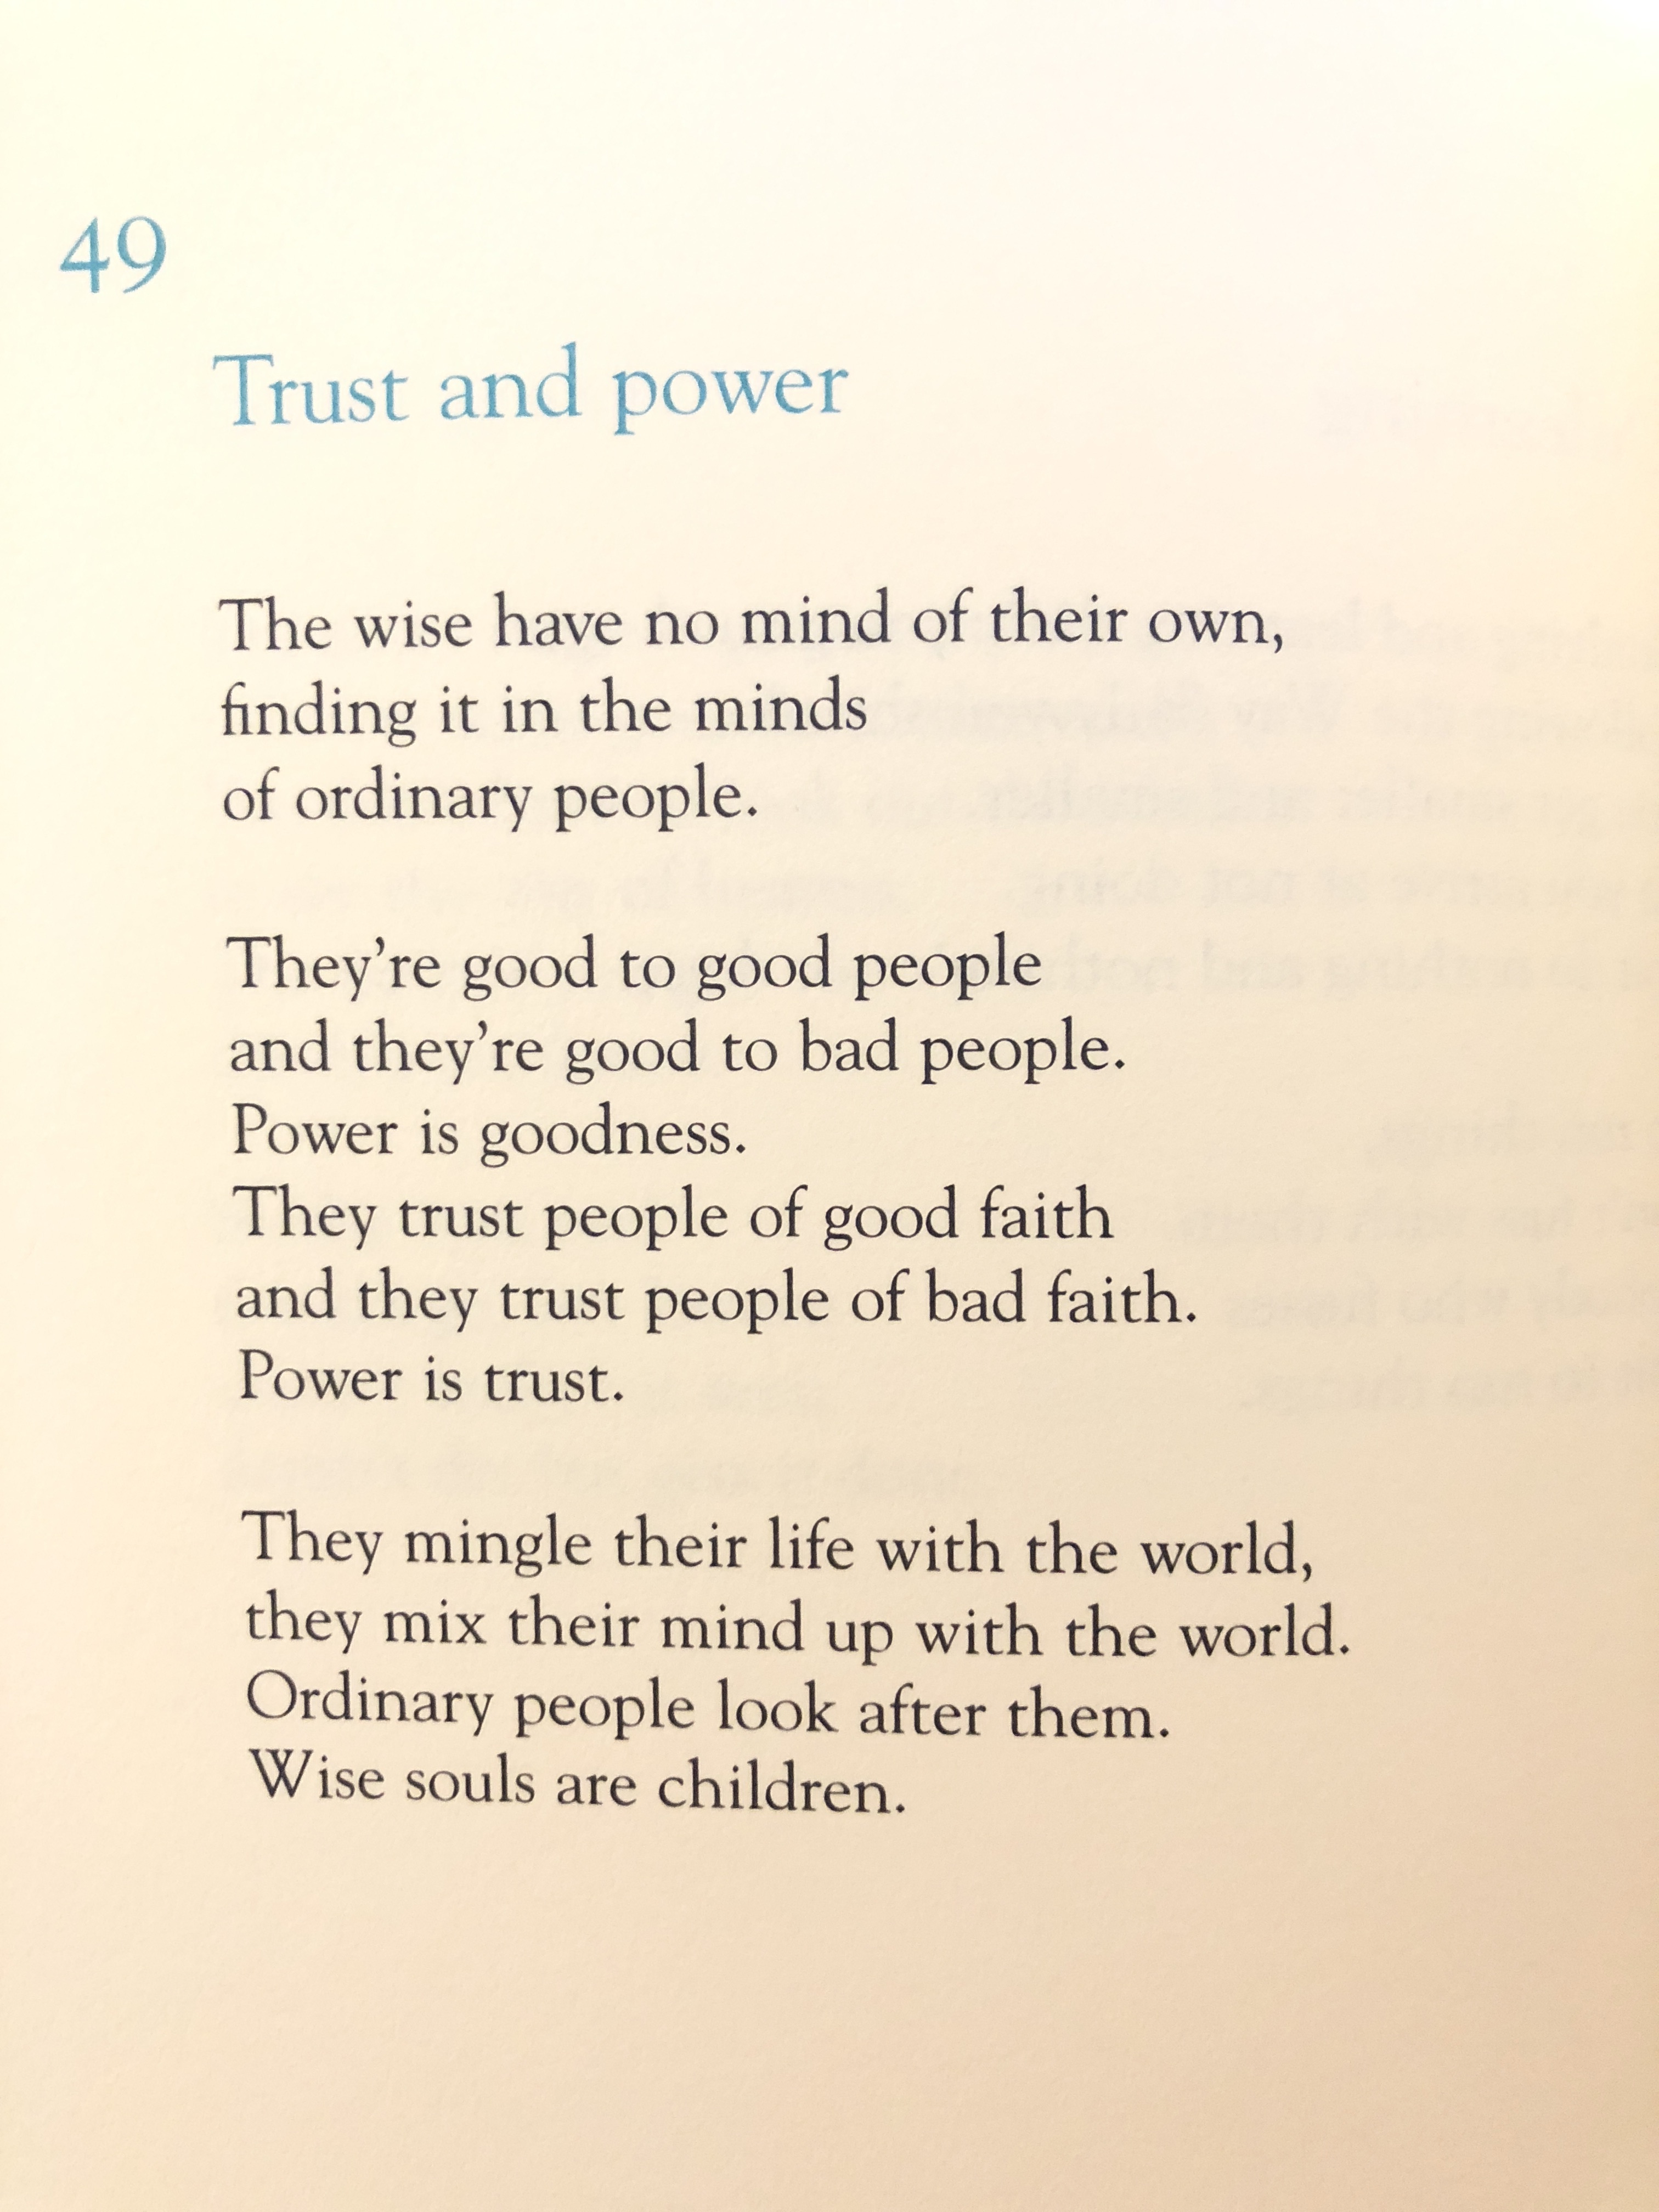 49
Trust and power
The wise have no mind of their own,
finding it in the minds
of ordinary people.
They're good to good people
and they're good to bad people.
Power is goodness.
They trust people of good faith
and they trust people of bad faith.
Power is trust.
They mingle their life with the world,
they mix their mind up with the world.
Ordinary people look after them.
Wise souls are children.